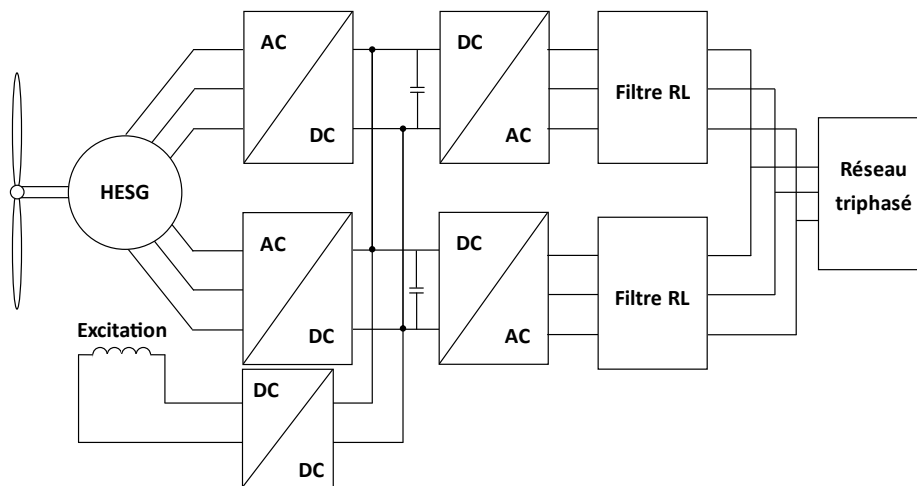 AC
DC
DC
AC
Filtre RL
HESG
Réseau
triphasé
AC
DC
DC
AC
Filtre RL
Excitation
DC
DC